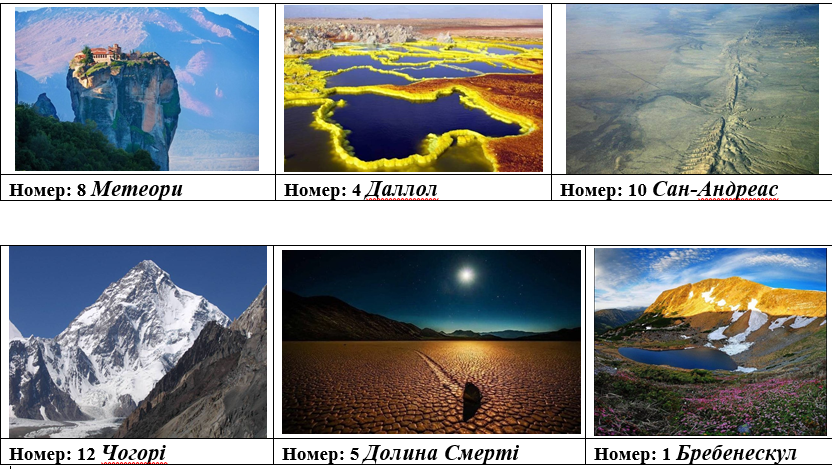 Номер: 8 Метеори
Номер: 4 Даллол
Номер: 10 Сан-Андреас
Номер: 12 Чогорі
Номер: 5 Долина Смерті
Номер: 1 Бребенескул